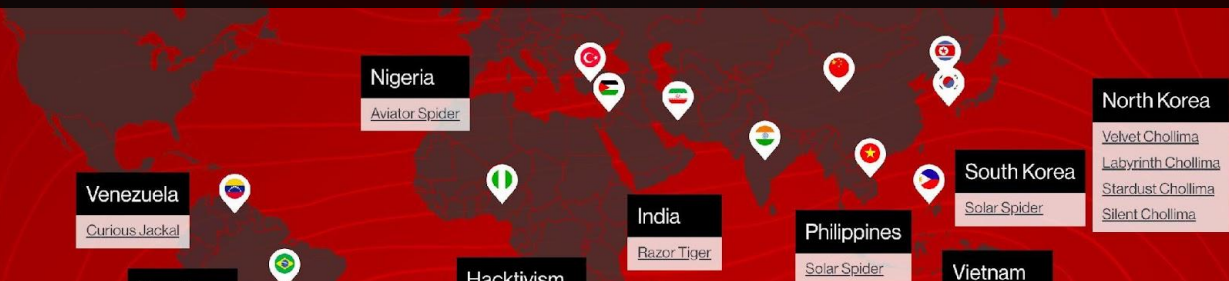 Nigeria
Aviator Spider
Venezuela
Curious Jackal
India
Razor Tiger
Philippines
Solar Spider
South Korea
Solar Spider
North Korea
Velvet Chollima
Labyrinth Chollima
Stardust Chollima
Silent Chollima
Hacktivism
Vietnam